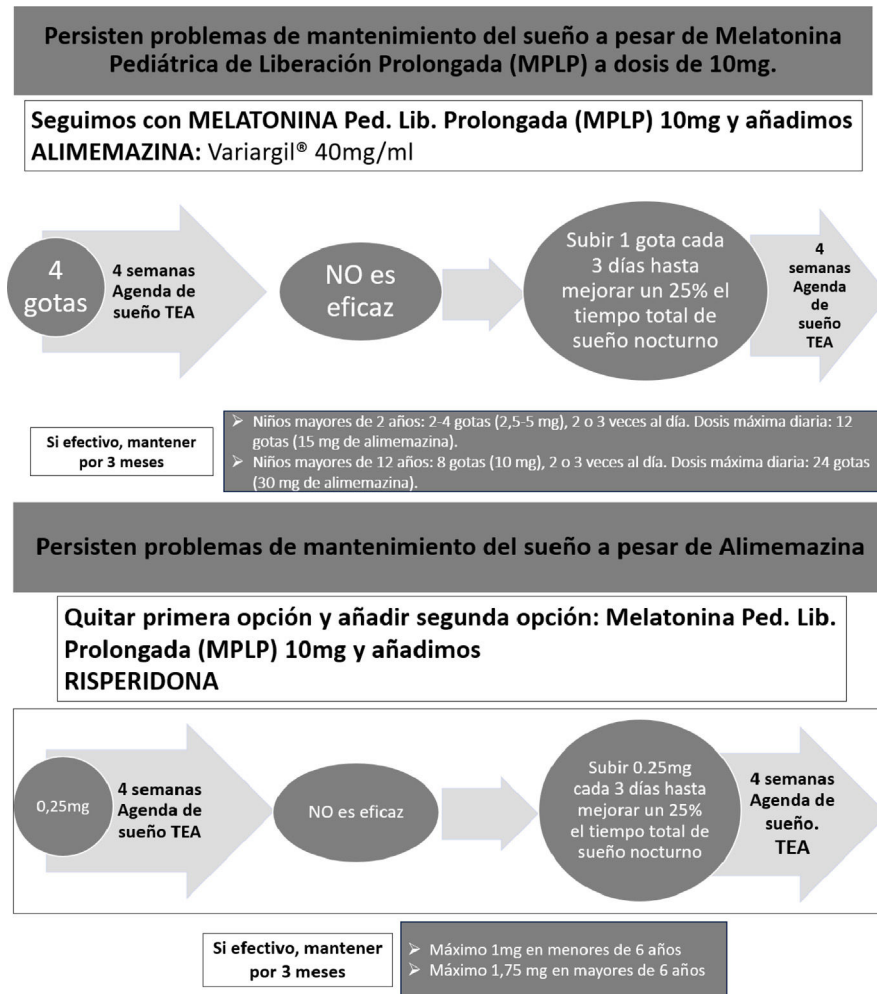 Persisten problemas de mantenimiento del sueño a pesar de Melatonina
Pediátrica de Liberación Prolongada (MPLP) a dosis de 10mg.
Seguimos con MELATONINA Ped. Lib. Prolongada (MPLP) 10mg y añadimos
ALIMEMAZINA: Variargil® 40mg/ml
4
gotas
4 semanas
Agenda de
sueño TEA
NO es
eficaz
Subir 1 gota cada
3 días hasta
mejorar un 25% el
tiempo total de
sueño nocturno
4
semanas
Agenda
de
sueño
TEA
Si efectivo, mantener
por 3 meses
➢ Niños mayores de 2 años: 2-4 gotas (2,5-5 mg), 2 o 3 veces al día. Dosis máxima diaria: 12
gotas (15 mg de alimemazina).
➢ Niños mayores de 12 años: 8 gotas (10 mg), 2 o 3 veces al día. Dosis máxima diaria: 24 gotas
(30 mg de alimemazina).
Persisten problemas de mantenimiento del sueño a pesar de Alimemazina
Quitar primera opción y añadir segunda opción: Melatonina Ped. Lib.
Prolongada (MPLP) 10mg y añadimos
RISPERIDONA
0,25mg
4 semanas
Agenda de
sueño TEA
NO es eficaz
Subir 0.25mg
cada 3 días hasta
mejorar un 25%
el tiempo total de
sueño nocturno
4 semanas
Agenda de
sueño.
TEA
Si efectivo, mantener
por 3 meses
➢ Máximo 1mg en menores de 6 años
➢ Máximo 1,75 mg en mayores de 6 años